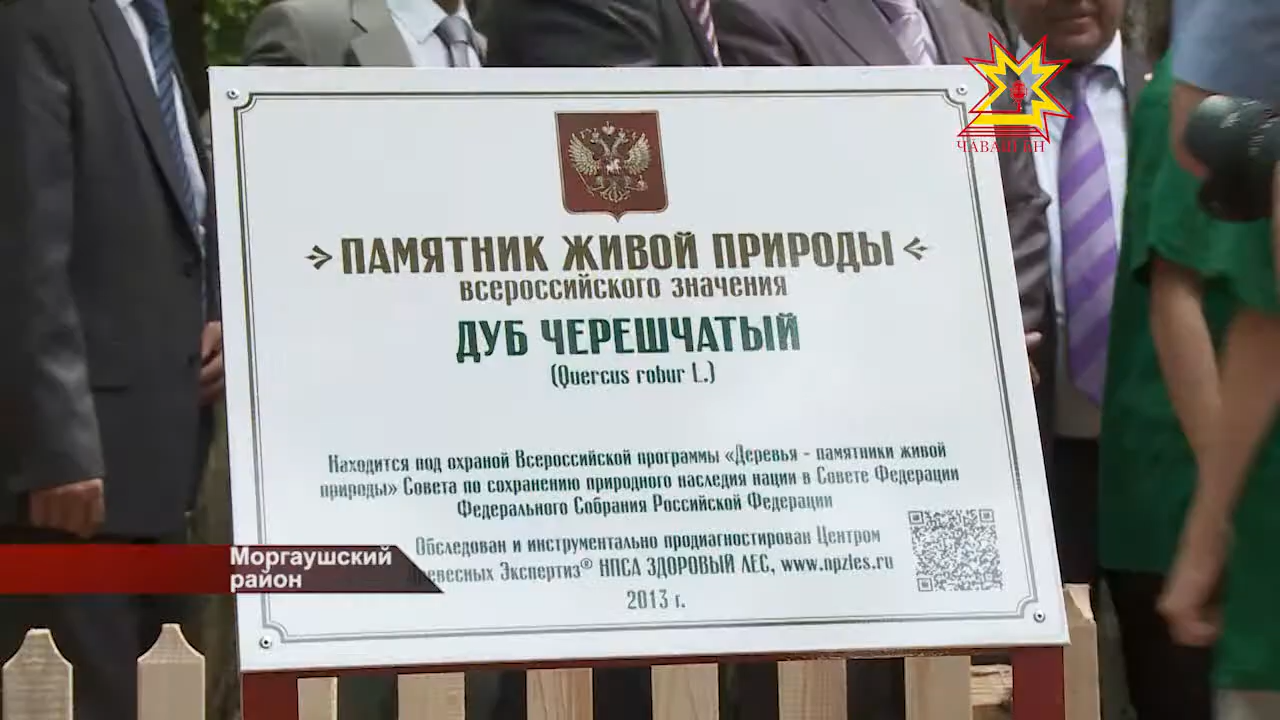 ЧӐВАШ ЕН
ПАМЯТНИК ЖИВОЙ ПРИРОДЫ
ВСЕРОССИЙСКОГО ЗНАЧЕНИЯ
ДУБ ЧЕРЕШЧАТЫЙ
(Quercus robur L.)
Находится под охраной Всероссийской программы «Деревья - памятники живой
природы» Совета по сохранению природного наследия нации в Совете Федерации
Федерального Собрания Российской Федерации
Обследован и инструментально продиагностирован Центром
Экспертиз® НПСА ЗДОРОВЫЙ ЛЕС, www.npzles.ru
2013 г.
Моргаушский
район